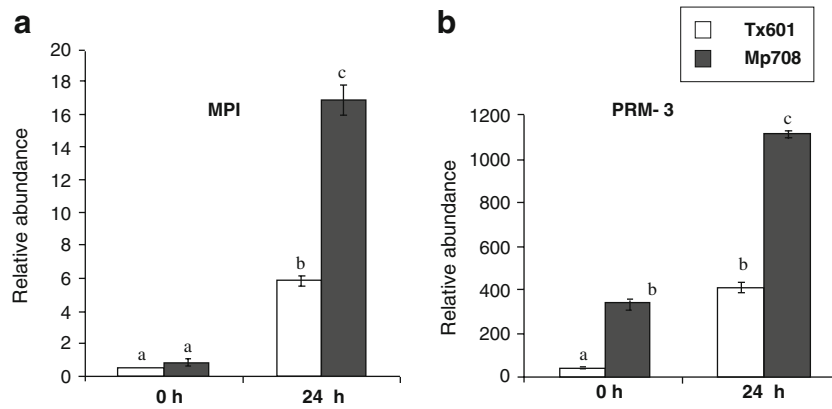 a
20
18
16
14
12
10
8
6
4
2
0
Relative abundance
MPI
a
a
b
c
0 h
24 h
b
Tx601
Mp708
1200
1000
800
600
400
200
0
Relative abundance
PRM- 3
a
b
b
c
0 h
24 h